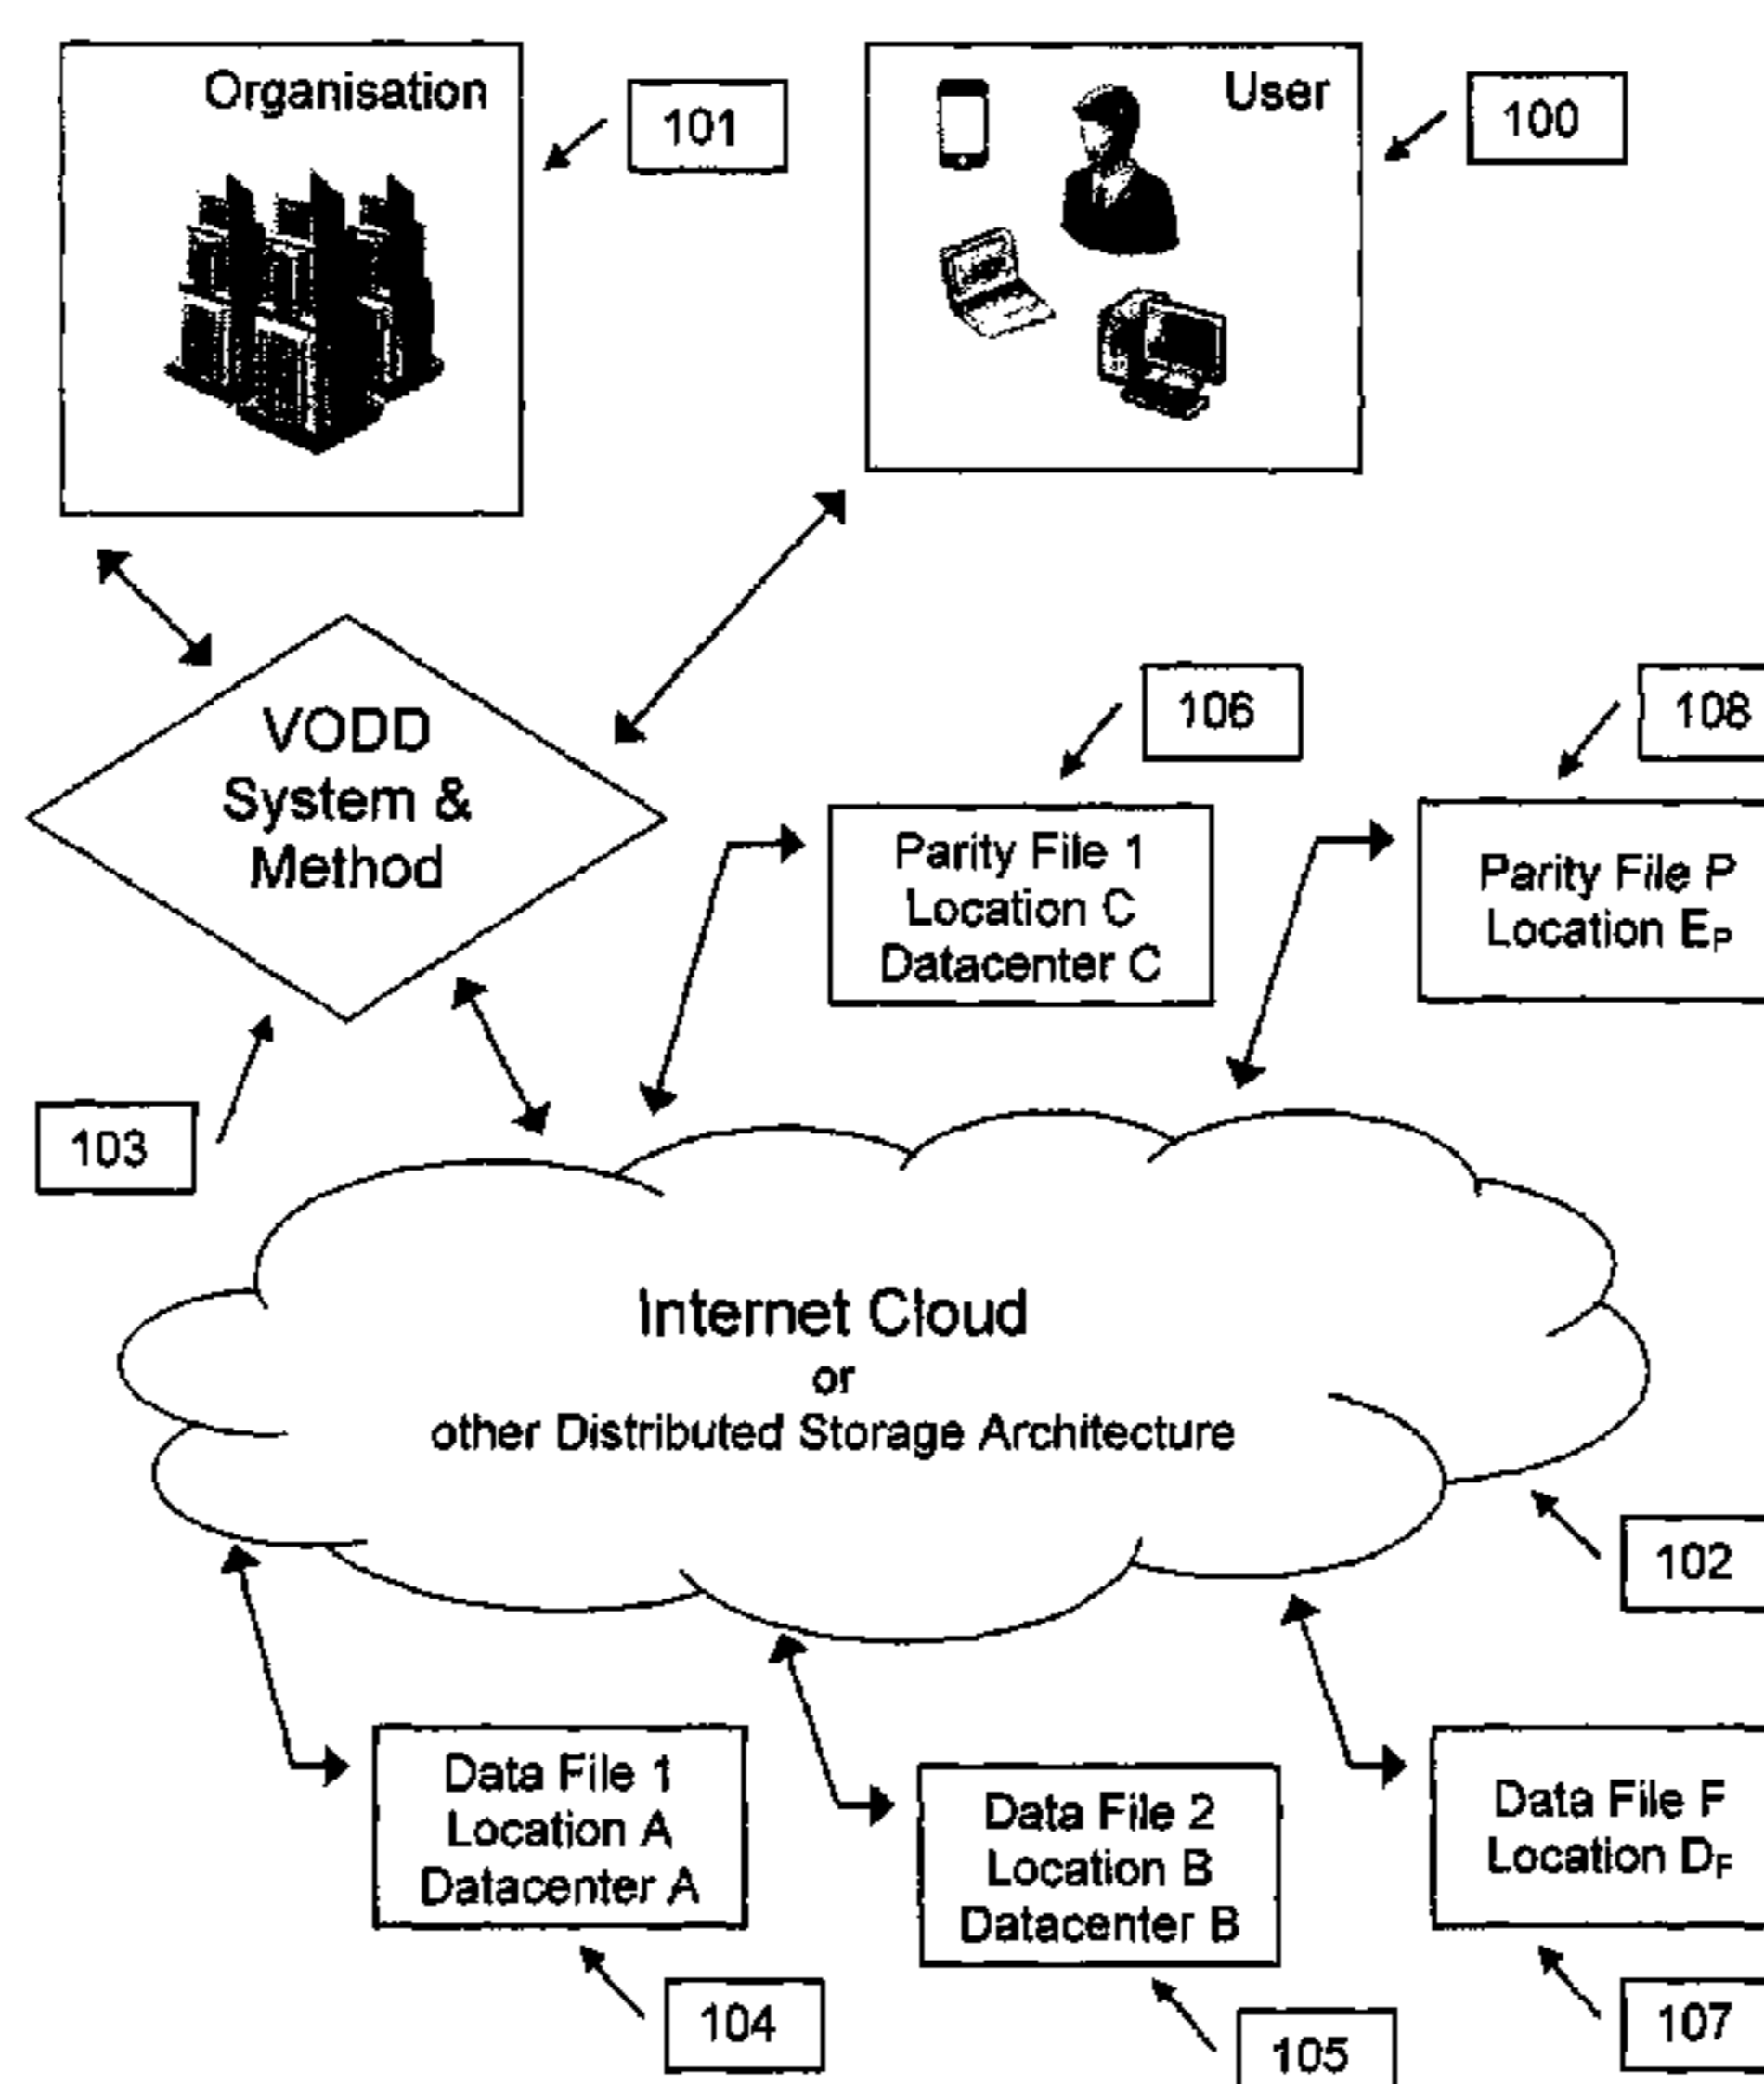 Organisation
101
User
100
VODD
System &
Method
106
108
Parity File 1
Location C
Datacenter C
Parity File P
Location EP
103
Internet Cloud
or
other Distributed Storage Architecture
102
Data File 1
Location A
Datacenter A
Data File 2
Location B
Datacenter B
Data File F
Location DF
104
105
107